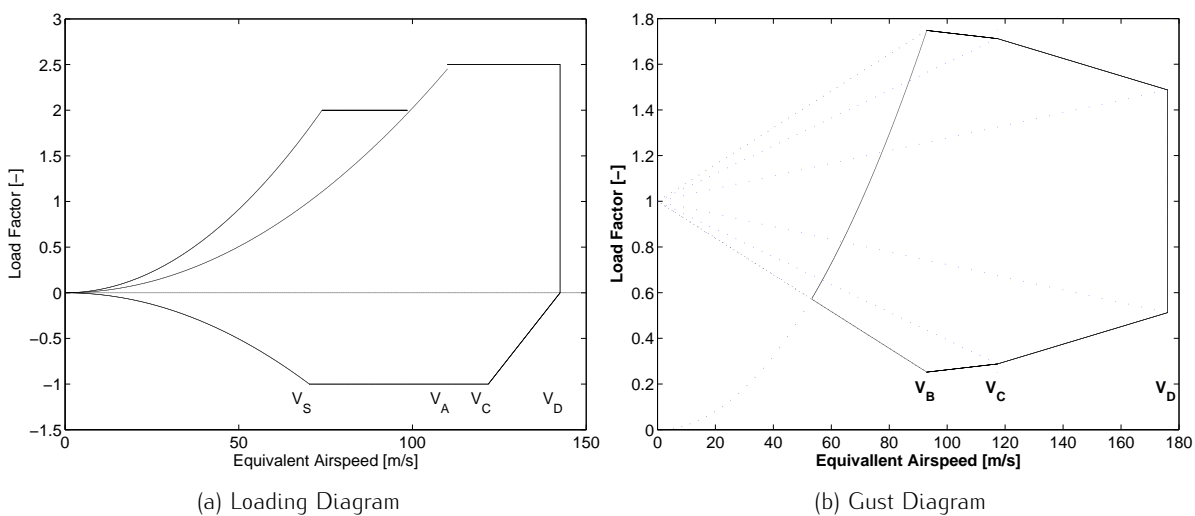 3
2.5
2
1.5
1
0.5
0
−0.5
−1
−1.5
Load Factor [−]
V_S
V_A
V_C
V_D
0 50 100 150
Equivalent Airspeed [m/s]
(a) Loading Diagram
1.8
1.6
1.4
1.2
1
0.8
0.6
0.4
0.2
0
Load Factor [−]
V_B
V_C
V_D
0 20 40 60 80 100 120 140 160 180
Equivallent Airspeed [m/s]
(b) Gust Diagram